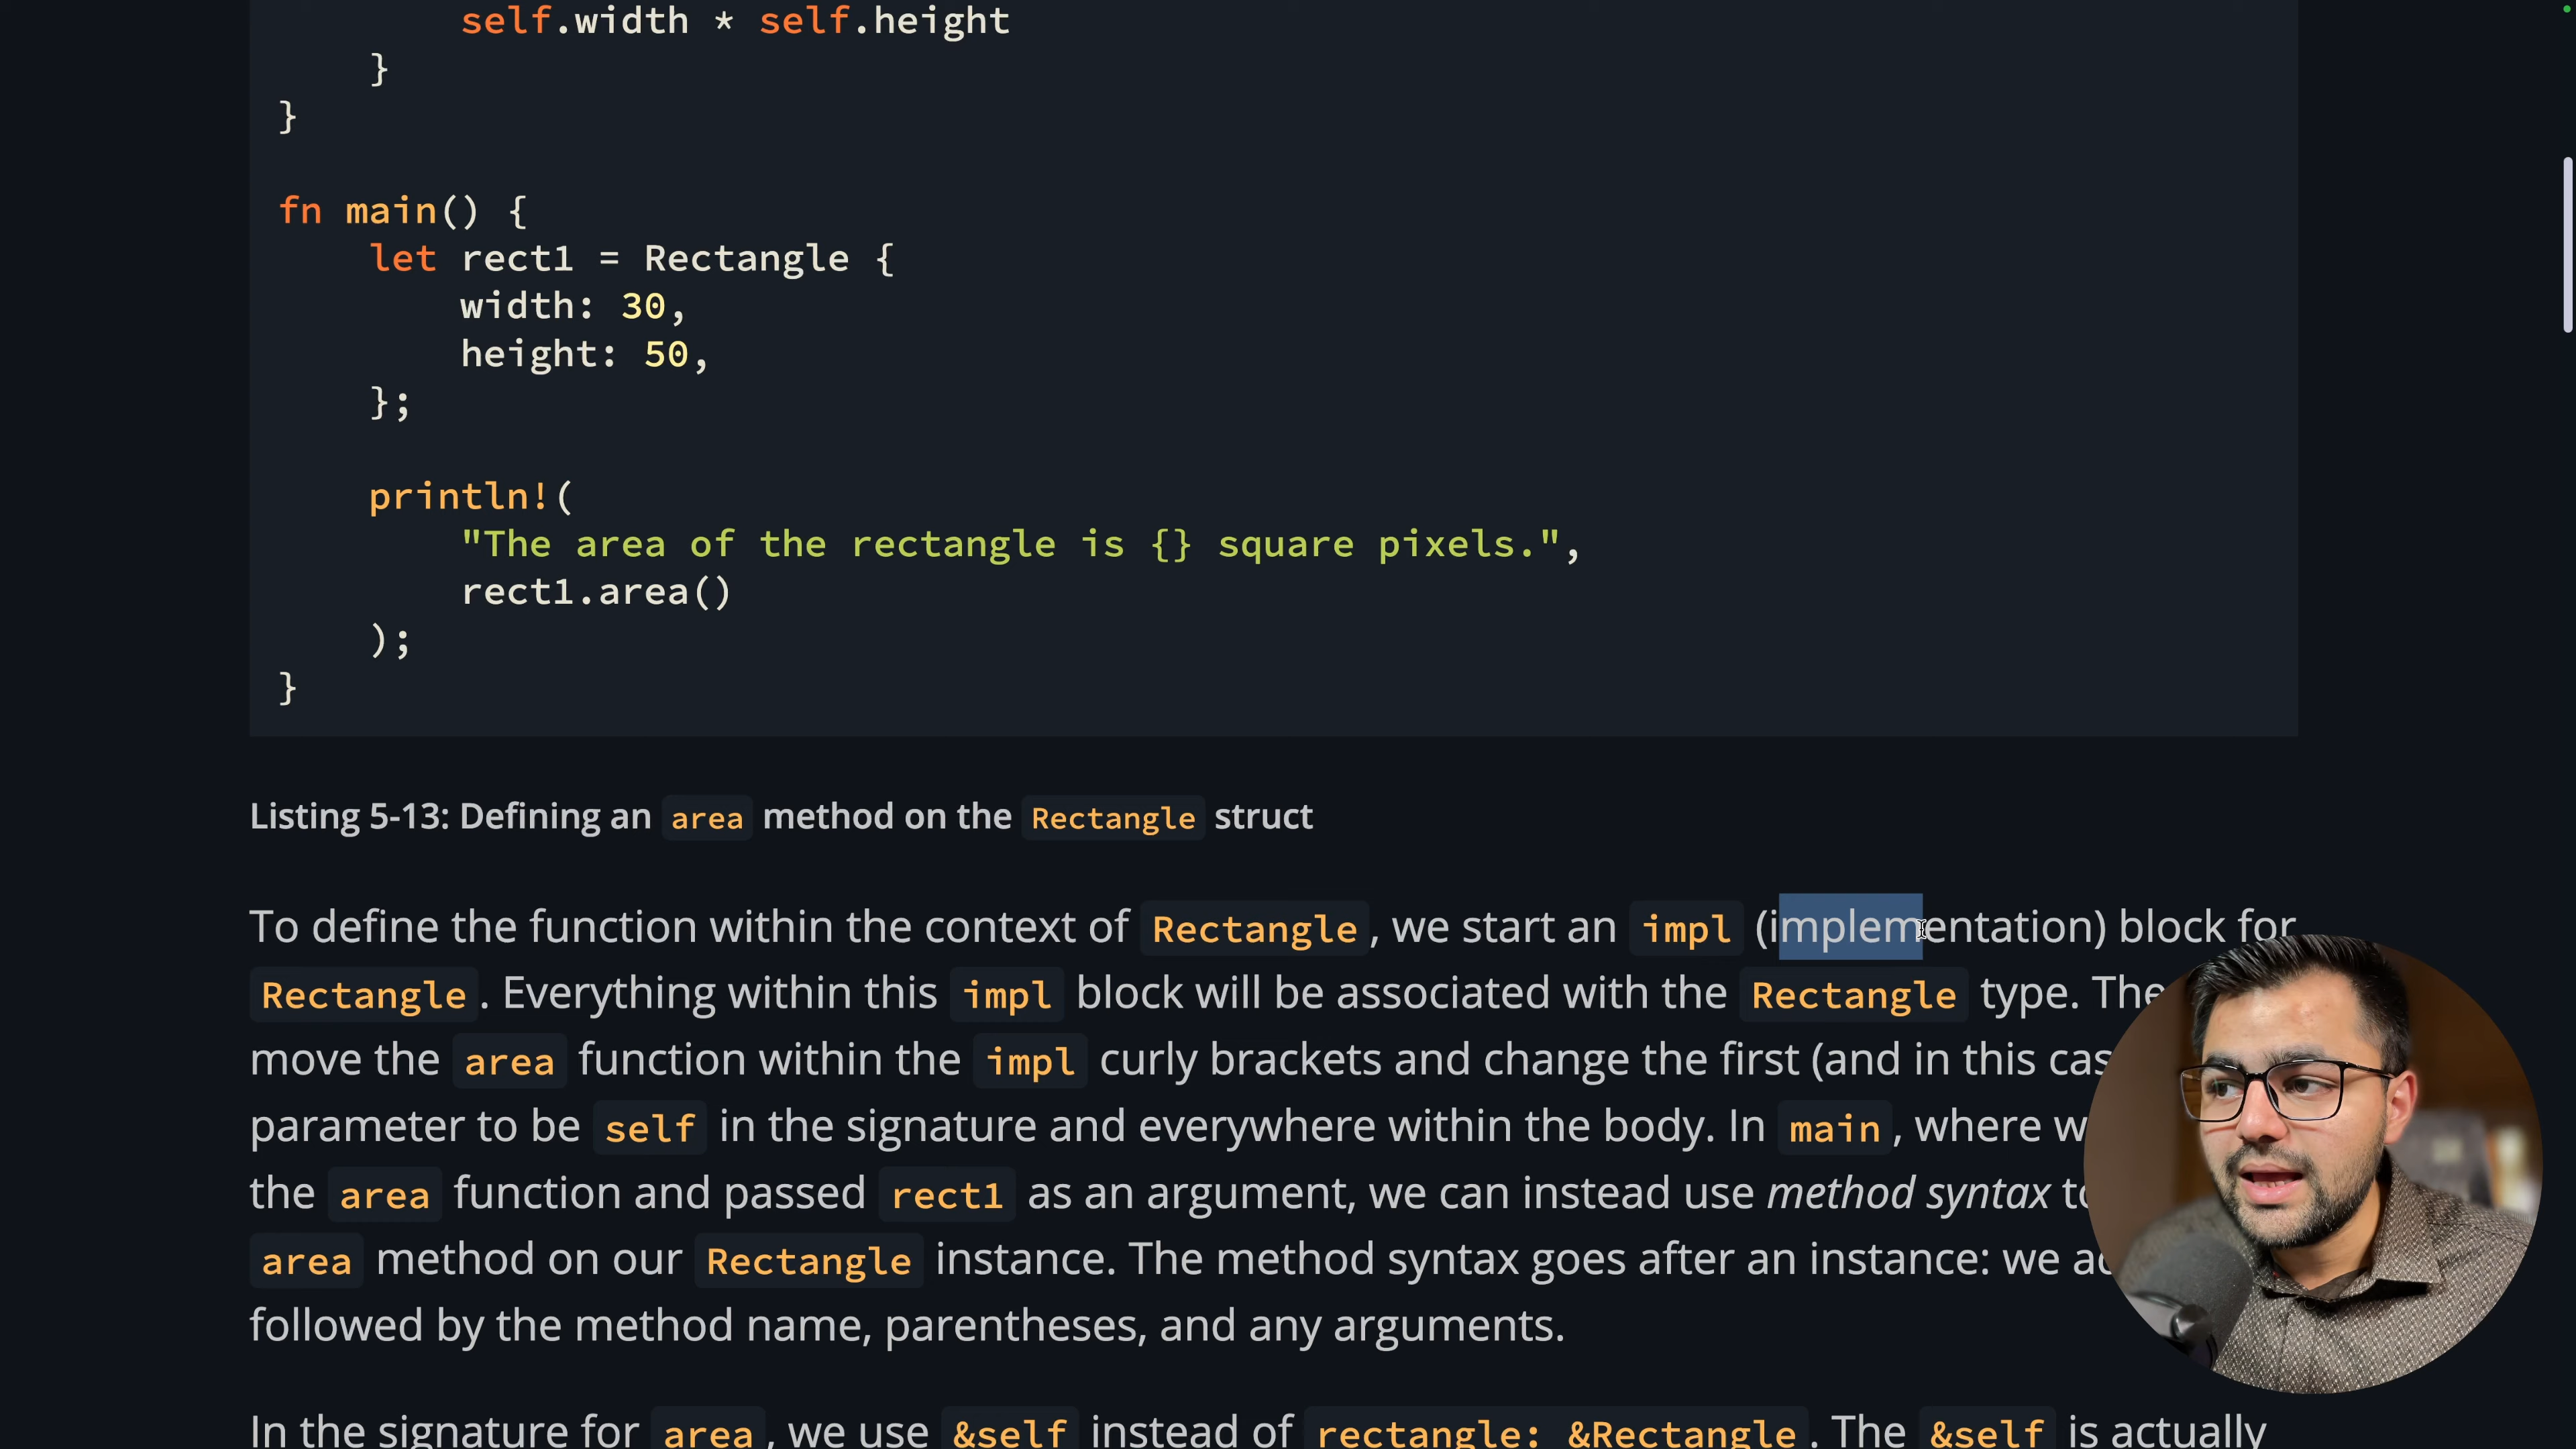 self.width * self.height
}
}
fn main() {
let rect1 = Rectangle {
width: 30,
height: 50,
};
println!(
"The area of the rectangle is {} square pixels.",
rect1.area()
);
}
Listing 5-13: Defining an area method on the Rectangle struct
To define the function within the context of Rectangle, we start an impl (implementation) block for
Rectangle. Everything within this impl block will be associated with the Rectangle type. The
move the area function within the impl curly brackets and change the first (and in this
parameter to be self in the signature and everywhere within the body. In main, where
the area function and passed rect1 as an argument, we can instead use method syntax
area method on our Rectangle instance. The method syntax goes after an instance: we
followed by the method name, parentheses, and any arguments.
In the signature for area, we use &self instead of rectangle: &Rectangle. The &self is actually